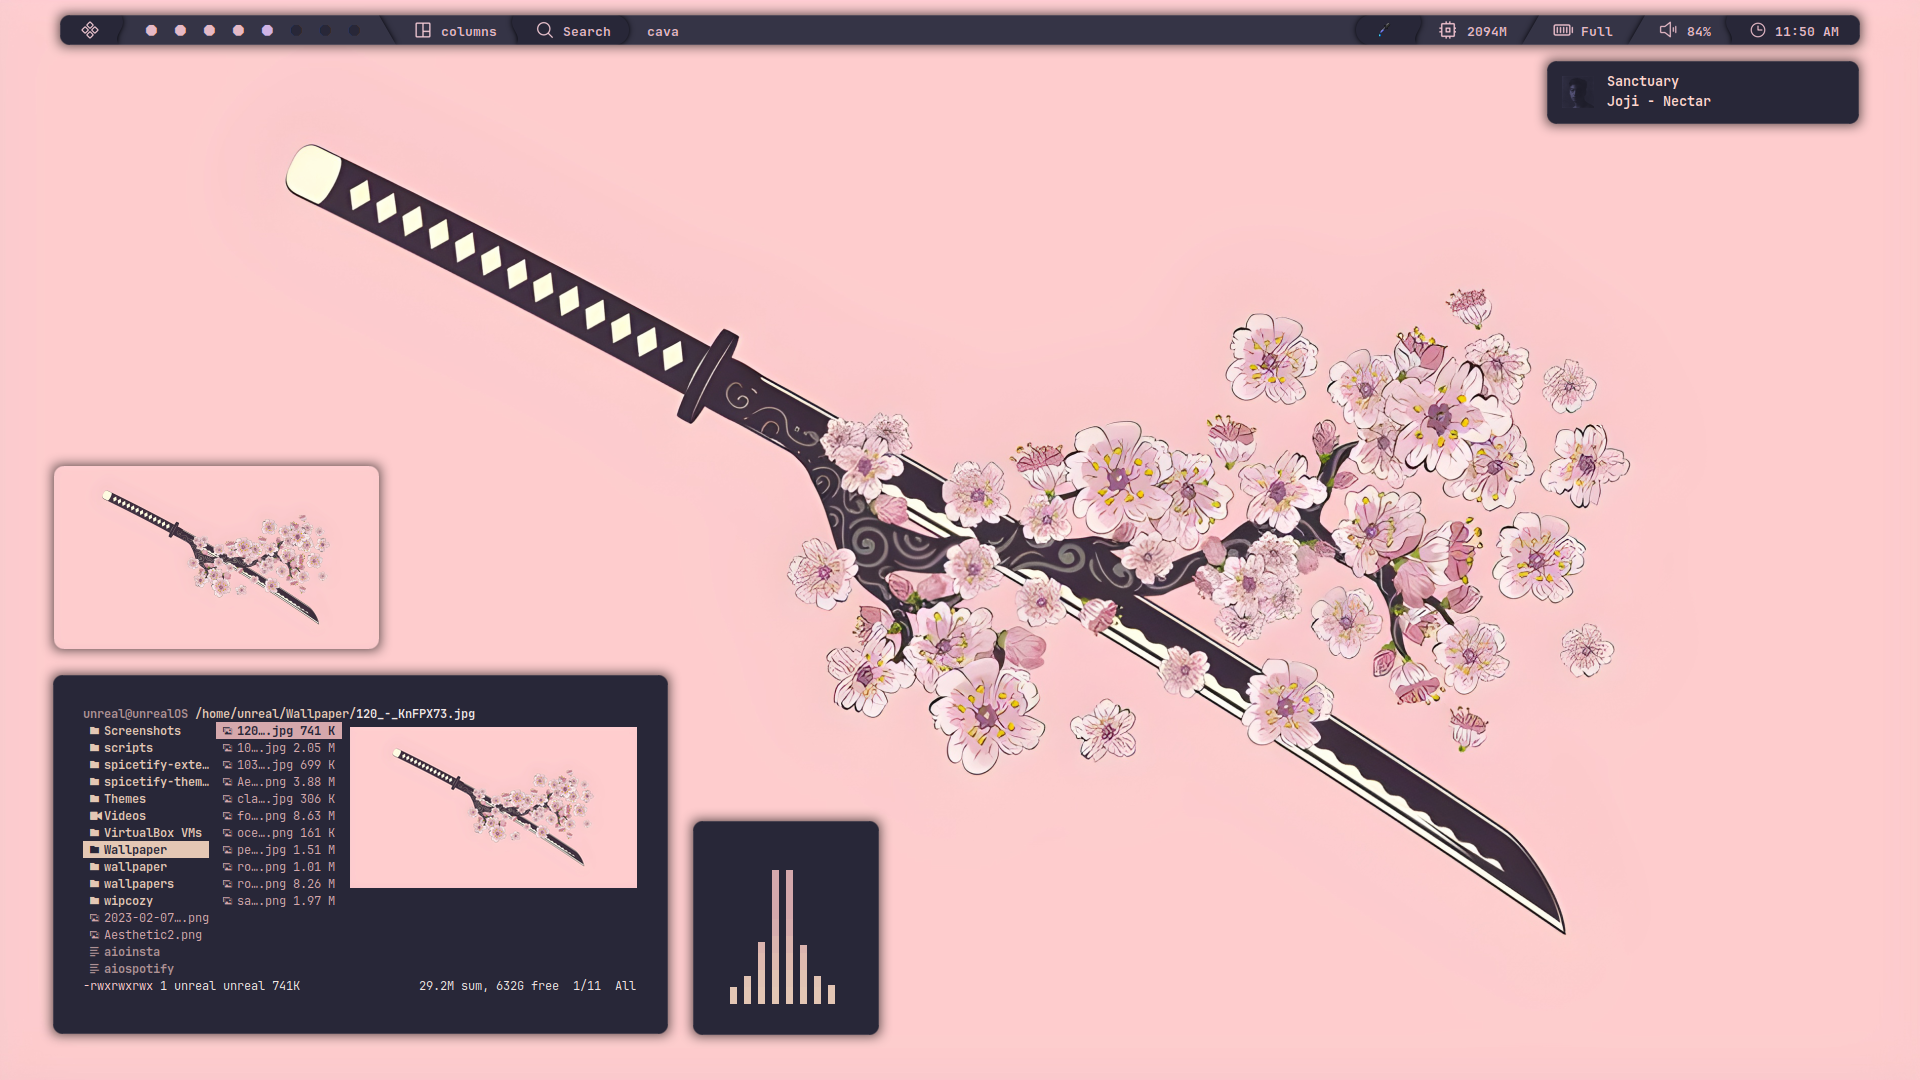 columns Search cava 2094M Full 84% 11:50 AM
Sanctuary
Joji - Nectar
unreal@unrealOS /home/unreal/Wallpaper/120_-_KnFPX73.jpg
Screenshots 120….jpg 741 K
scripts 10….jpg 2.05 M
spicetify-exte… 103….jpg 699 K
spicetify-them… Ae….png 3.88 M
Themes cla….jpg 306 K
Videos fo….png 8.63 M
VirtualBox VMs oce….png 161 K
Wallpaper pe….png 1.51 M
wallpaper ro….png 1.01 M
wallpapers ro….png 8.26 M
wipcozy sa….png 1.97 M
2023-02-07….png
Aesthetic2.png
aioinsta
aiospotify
-rwxrwxrwx 1 unreal unreal 741K 29.2M sum, 632G free 1/11 All